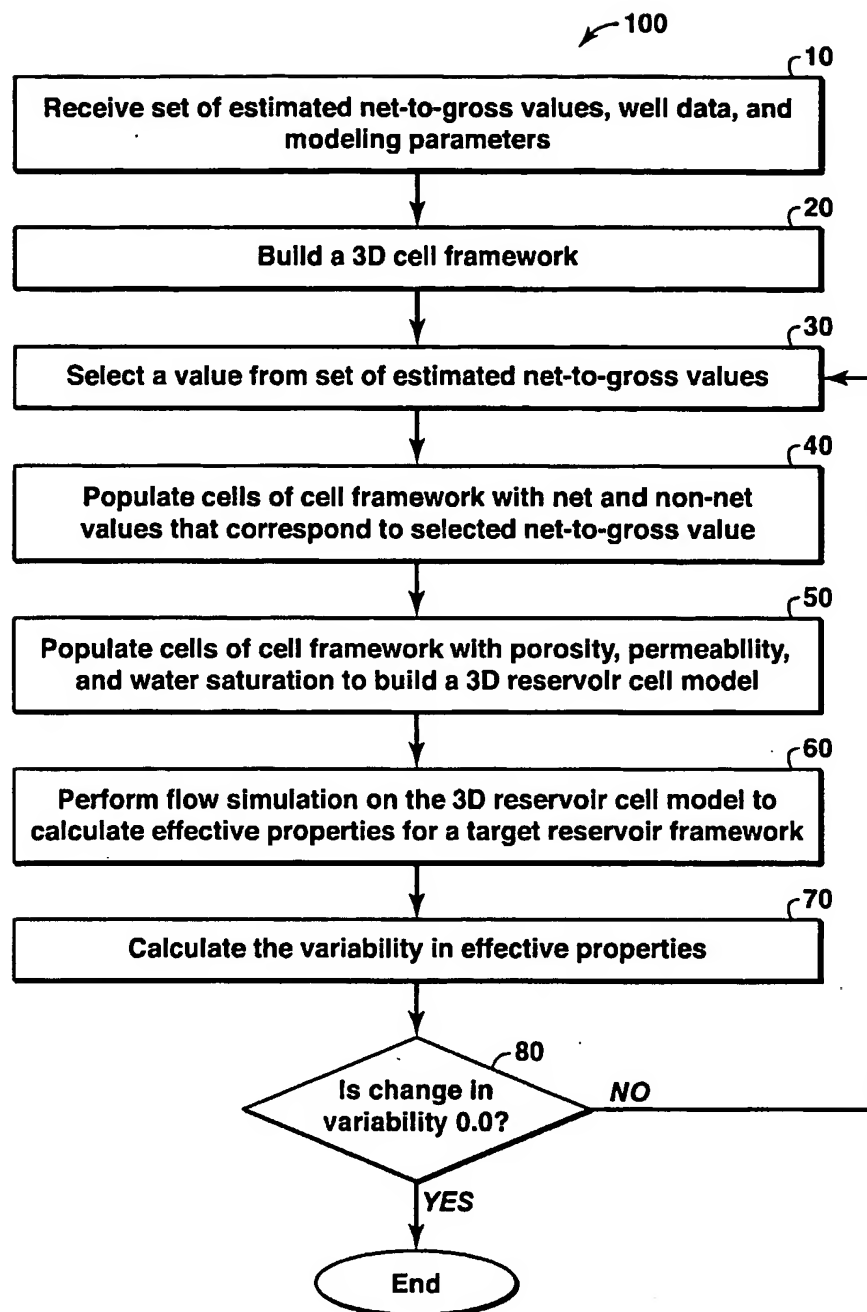 100
10
Receive set of estimated net-to-gross values, well data, and
modeling parameters
20
Build a 3D cell framework
30
Select a value from set of estimated net-to-gross values
40
Populate cells of cell framework with net and non-net
values that correspond to selected net-to-gross value
50
Populate cells of cell framework with porosity, permeability,
and water saturation to build a 3D reservoir cell model
60
Perform flow simulation on the 3D reservoir cell model to
calculate effective properties for a target reservoir framework
70
Calculate the variability in effective properties
80
Is change in
variability 0.0?
NO
YES
End